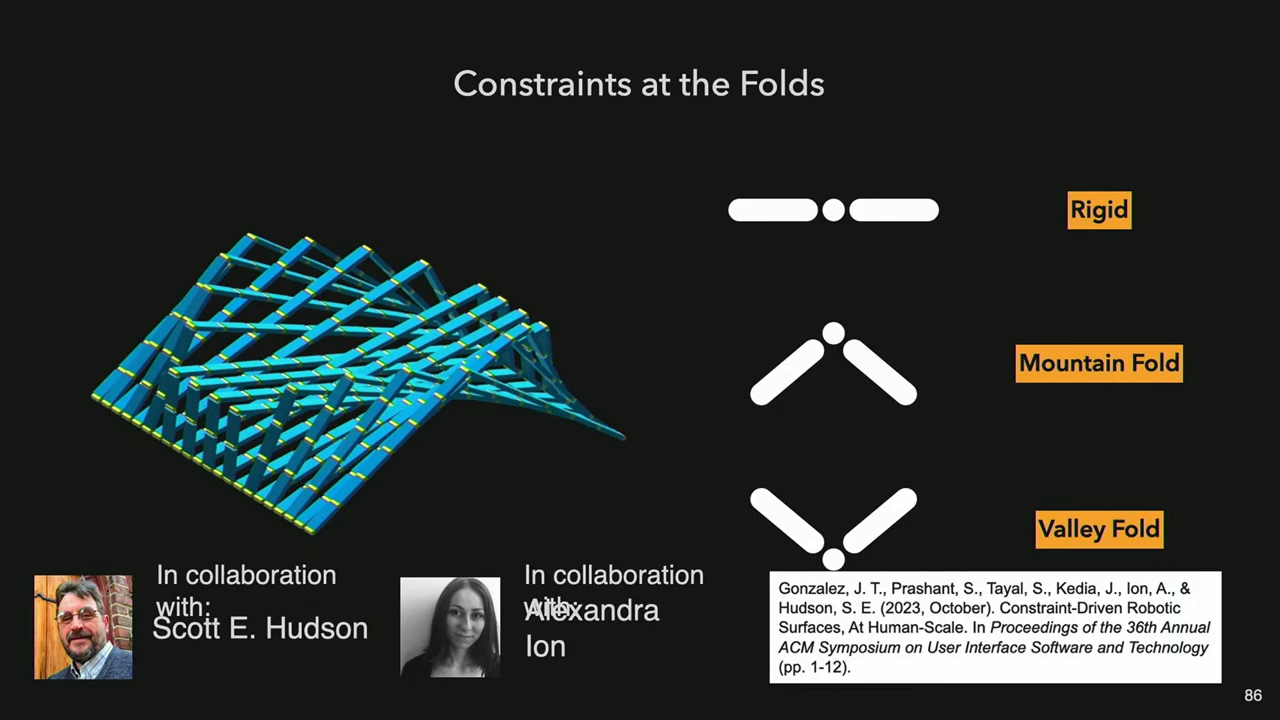 Constraints at the Folds
Rigid
Mountain Fold
Valley Fold
In collaboration
with:
Scott E. Hudson
In collaboration
with:
Alexandra
Ion
Gonzalez, J. T., Prashant, S., Tayal, S., Kedia, J., Ion, A., &
Hudson, S. E. (2023, October). Constraint-Driven Robotic
Surfaces, At Human-Scale. In Proceedings of the 36th Annual
ACM Symposium on User Interface Software and Technology
(pp. 1-12).
86